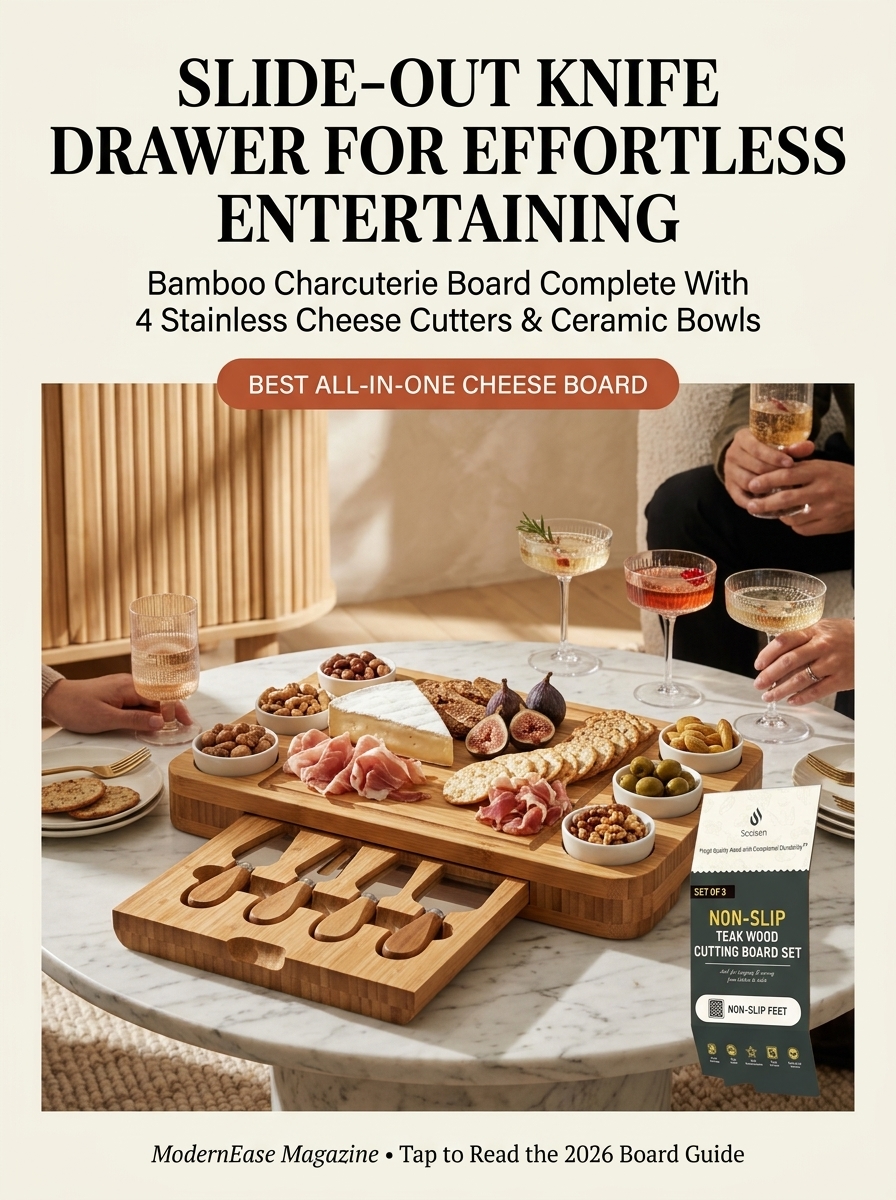 SLIDE-OUT KNIFE
DRAWER FOR EFFORTLESS
ENTERTAINING
Bamboo Charcuterie Board Complete With
4 Stainless Cheese Cutters & Ceramic Bowls
BEST ALL-IN-ONE CHEESE BOARD
Sccisen
SET OF 3
NON-SLIP
TEAK WOOD
CUTTING BOARD SET
NON-SLIP FEET
ModernEase Magazine • Tap to Read the 2026 Board Guide